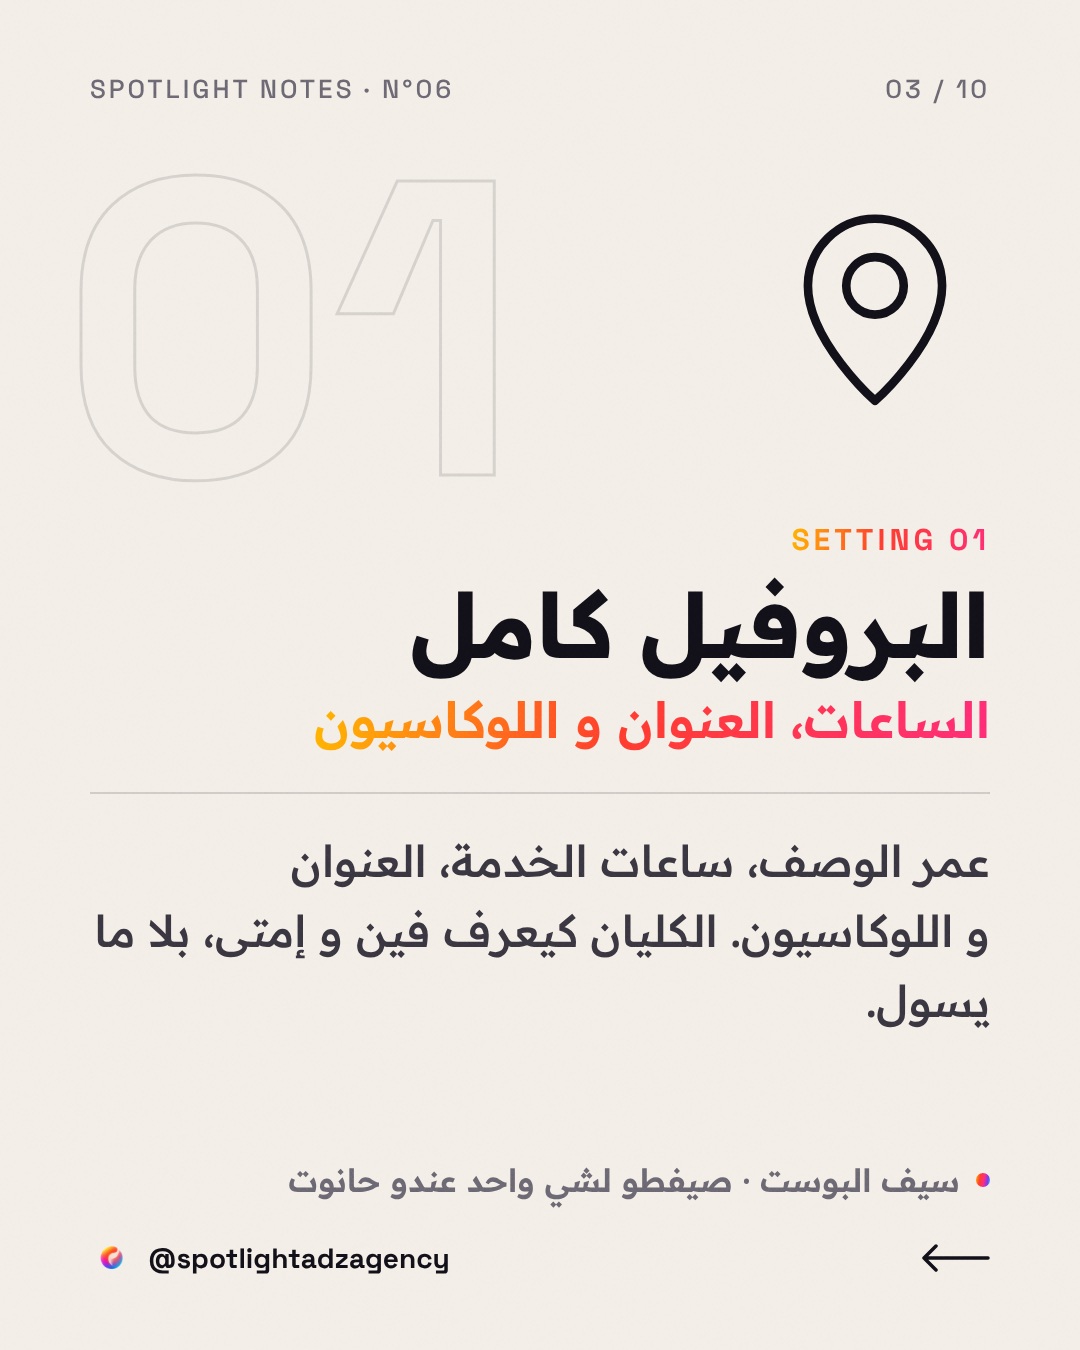 SPOTLIGHT NOTES · N°06
03 / 10
01
SETTING 01
البروفيل كامل
الساعات، العنوان و اللوكاسيون
عمر الوصف، ساعات الخدمة، العنوان
و اللوكاسيون. الكليان كيعرف فين و إمتى، بلا ما
يسول.
سيف البوست · صيفطو لشي واحد عندو حانوت
@spotlightadzagency